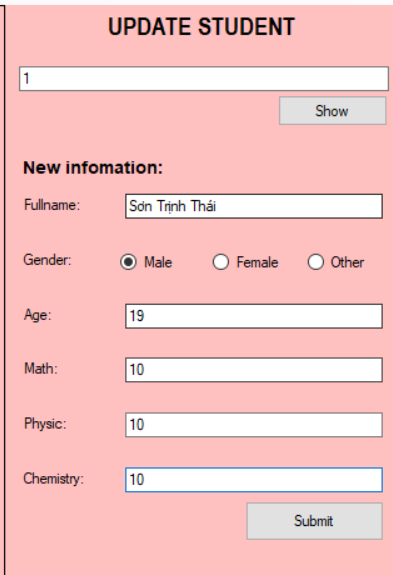 UPDATE STUDENT
1
Show
New infomation:
Fullname: Sơn Trịnh Thái
Gender: Male Female Other
Age: 19
Math: 10
Physic: 10
Chemistry: 10
Submit